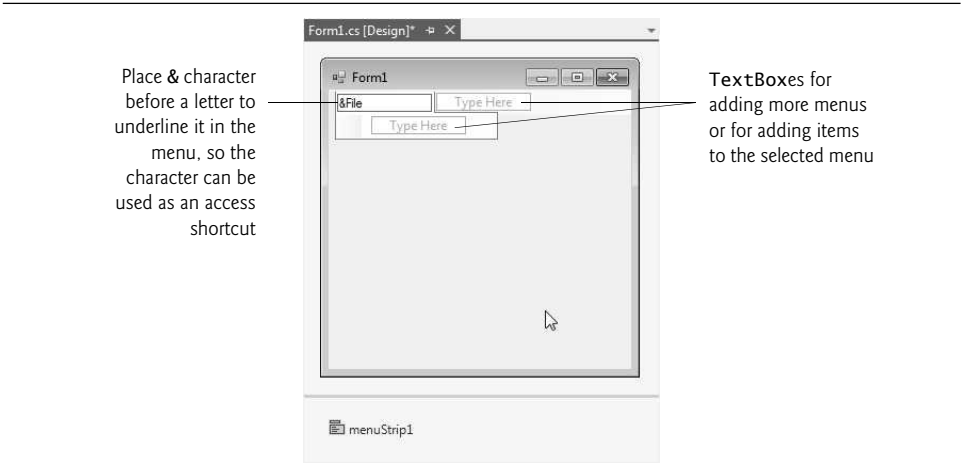 Form1.cs [Design]*
Place & character
before a letter to
underline it in the
menu, so the
character can be
used as an access
shortcut
Form1
&File
Type Here
Type Here
TextBoxes for
adding more menus
or for adding items
to the selected menu
menuStrip1